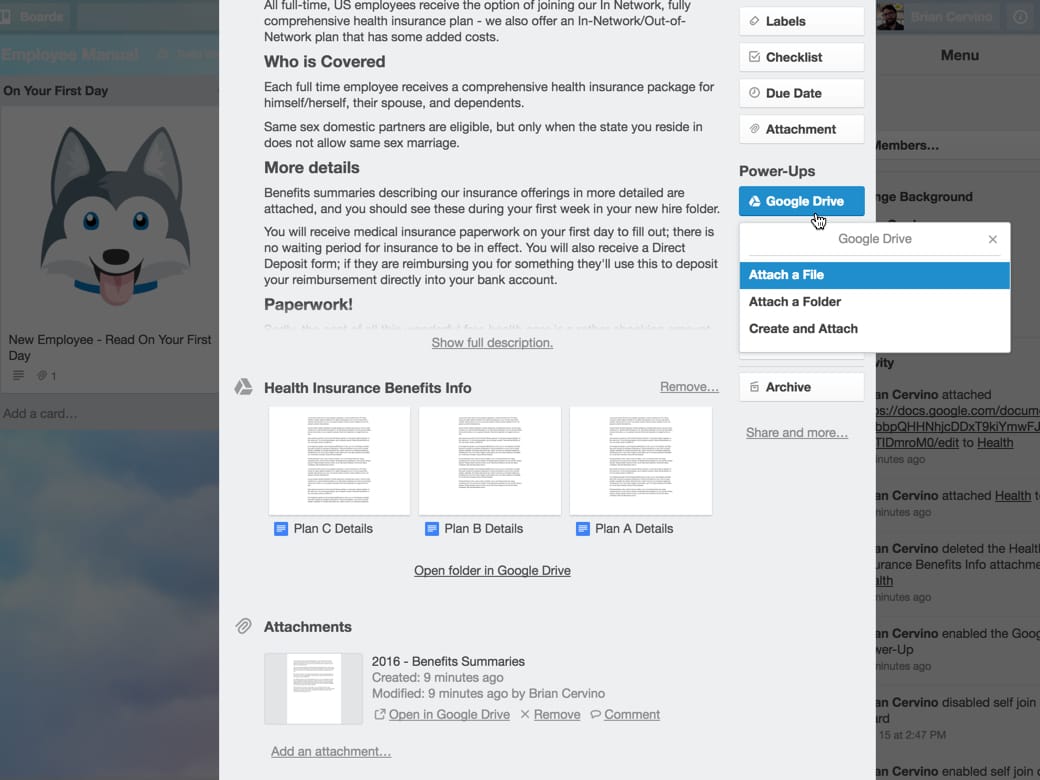 Boards
Employee Manual
On Your First Day
New Employee - Read On Your First
Day
1
Add a card…
All full-time, US employees receive the option of joining our In Network, fully
comprehensive health insurance plan - we also offer an In-Network/Out-of-
Network plan that has some added costs.
Who is Covered
Each full time employee receives a comprehensive health insurance package for
himself/herself, their spouse, and dependents.
Same sex domestic partners are eligible, but only when the state you reside in
does not allow same sex marriage.
More details
Benefits summaries describing our insurance offerings in more detailed are
attached, and you should see these during your first week in your new hire folder.
You will receive medical insurance paperwork on your first day to fill out; there is
no waiting period for insurance to be in effect. You will also receive a Direct
Deposit form; if they are reimbursing you for something they'll use this to deposit
your reimbursement directly into your bank account.
Paperwork!
Show full description.
Health Insurance Benefits Info
Remove…
Plan C Details
Plan B Details
Plan A Details
Open folder in Google Drive
Attachments
2016 - Benefits Summaries
Created: 9 minutes ago
Modified: 9 minutes ago by Brian Cervino
Open in Google Drive Remove Comment
Add an attachment…
Labels
Checklist
Due Date
Attachment
Power-Ups
Google Drive
Google Drive
Attach a File
Attach a Folder
Create and Attach
Archive
Share and more…
Brian Cervino
Menu
Members…
nge Background
vity
an Cervino attached
ps://docs.google.com/docum
bbpQHHNhjcDDxT9kiYmwFJ
TIDmroM0/edit to Health
inutes ago
an Cervino attached Health t
minutes ago
an Cervino deleted the Healt
urance Benefits Info attachme
alth
minutes ago
an Cervino enabled the Goog
wer-Up
minutes ago
an Cervino disabled self join
ard
15 at 2:47 PM
an Cervino enabled self join